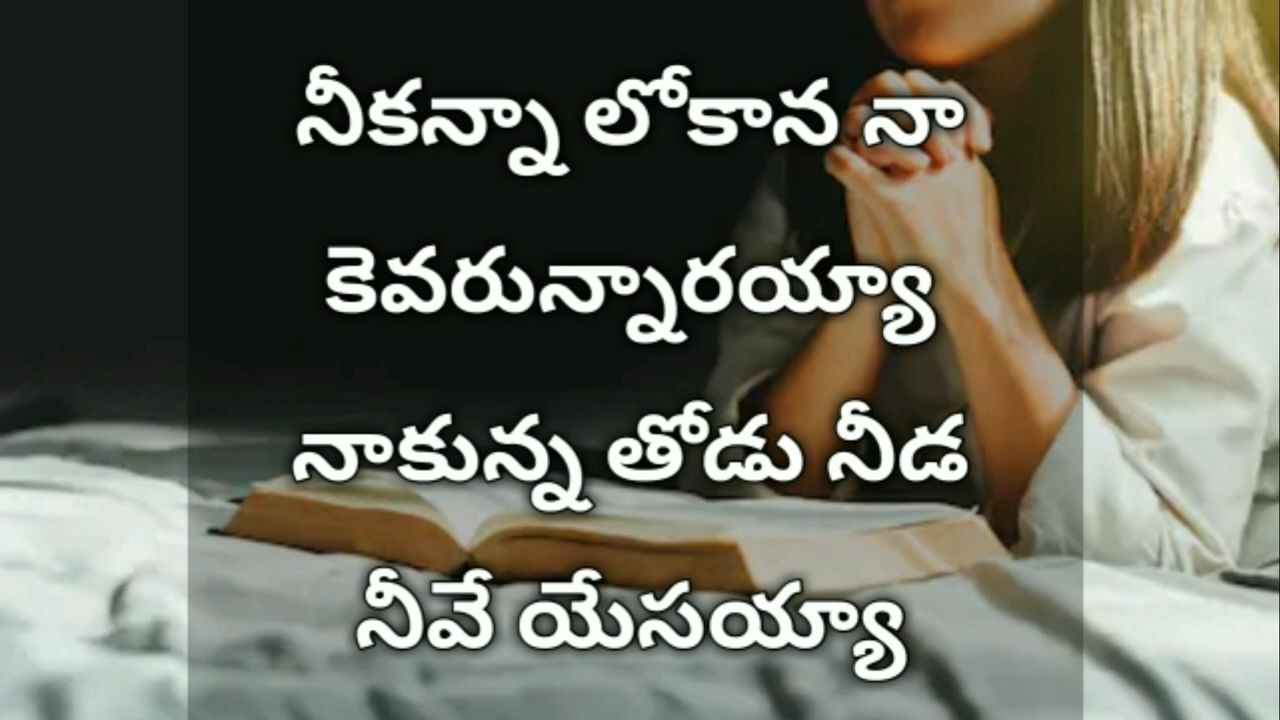 నీకన్నా లోకాన నా
కెవరున్నారయ్యా
నాకున్న తోడు నీడ
నీవే యేసయ్యా